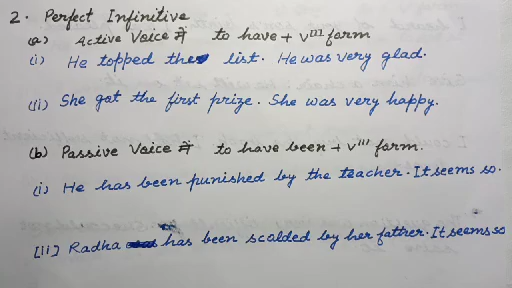 2. Perfect Infinitive
(a) Active Voice में to have + vIII form
(i) He topped the list. He was very glad.
(ii) She got the first prize. She was very happy.
(b) Passive Voice में to have been + vIII form.
(i) He has been punished by the teacher. It seems so.
(ii) Radha has been scolded by her father. It seems so